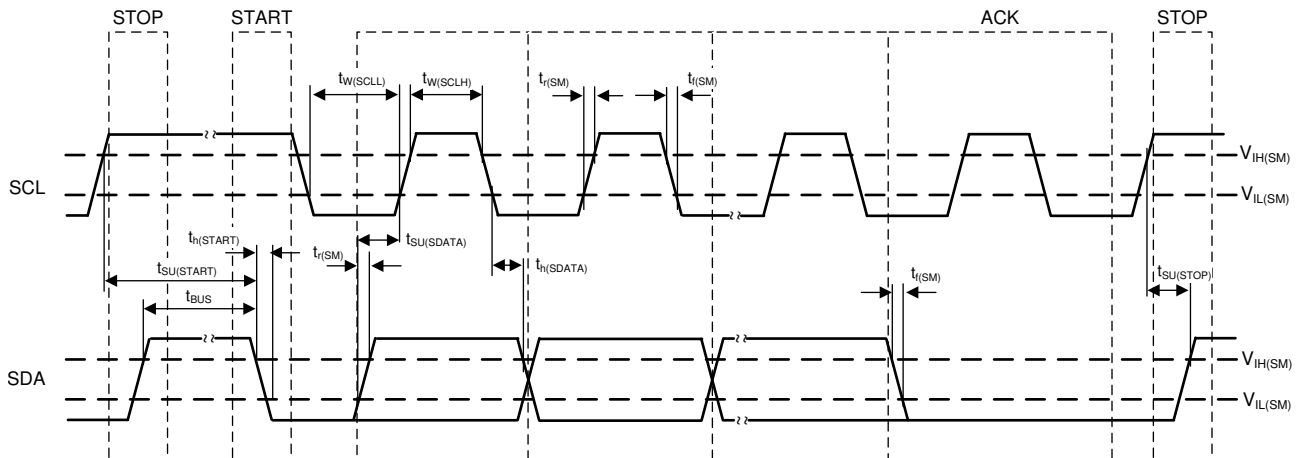 STOP START ACK STOP
tW(SCLL) tW(SCLH) tr(SM) tf(SM)
VIH(SM)
SCL VIL(SM)
th(START) tr(SM) tSU(SDATA)
tSU(START) th(SDATA) tf(SM) tSU(STOP)
tBUS
VIH(SM)
SDA
VIL(SM)